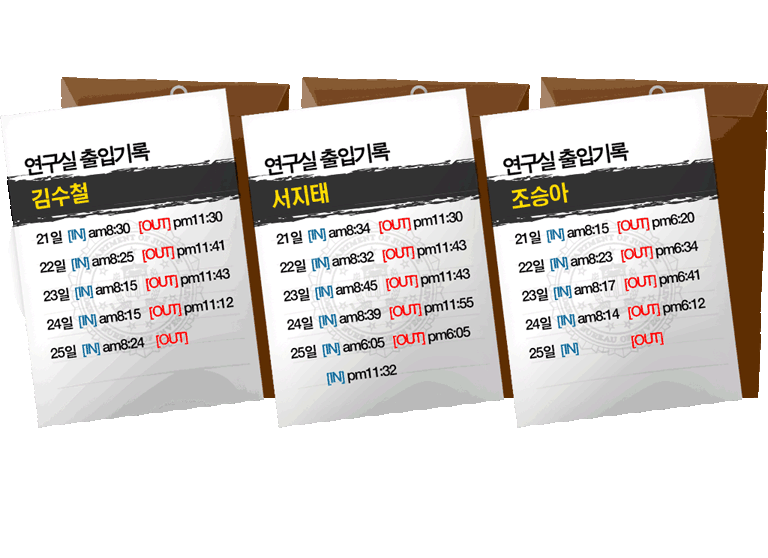 연구실 출입기록
김수철
21일 [IN] am8:30 [OUT] pm11:30
22일 [IN] am8:25 [OUT] pm11:41
23일 [IN] am8:15 [OUT] pm11:43
24일 [IN] am8:15 [OUT] pm11:12
25일 [IN] am8:24 [OUT]
연구실 출입기록
서지태
21일 [IN] am8:34 [OUT] pm11:30
22일 [IN] am8:32 [OUT] pm11:43
23일 [IN] am8:45 [OUT] pm11:43
24일 [IN] am8:39 [OUT] pm11:55
25일 [IN] am6:05 [OUT] pm6:05
[IN] pm11:32
연구실 출입기록
조승아
21일 [IN] am8:15 [OUT] pm6:20
22일 [IN] am8:23 [OUT] pm6:34
23일 [IN] am8:17 [OUT] pm6:41
24일 [IN] am8:14 [OUT] pm6:12
25일 [IN] [OUT]